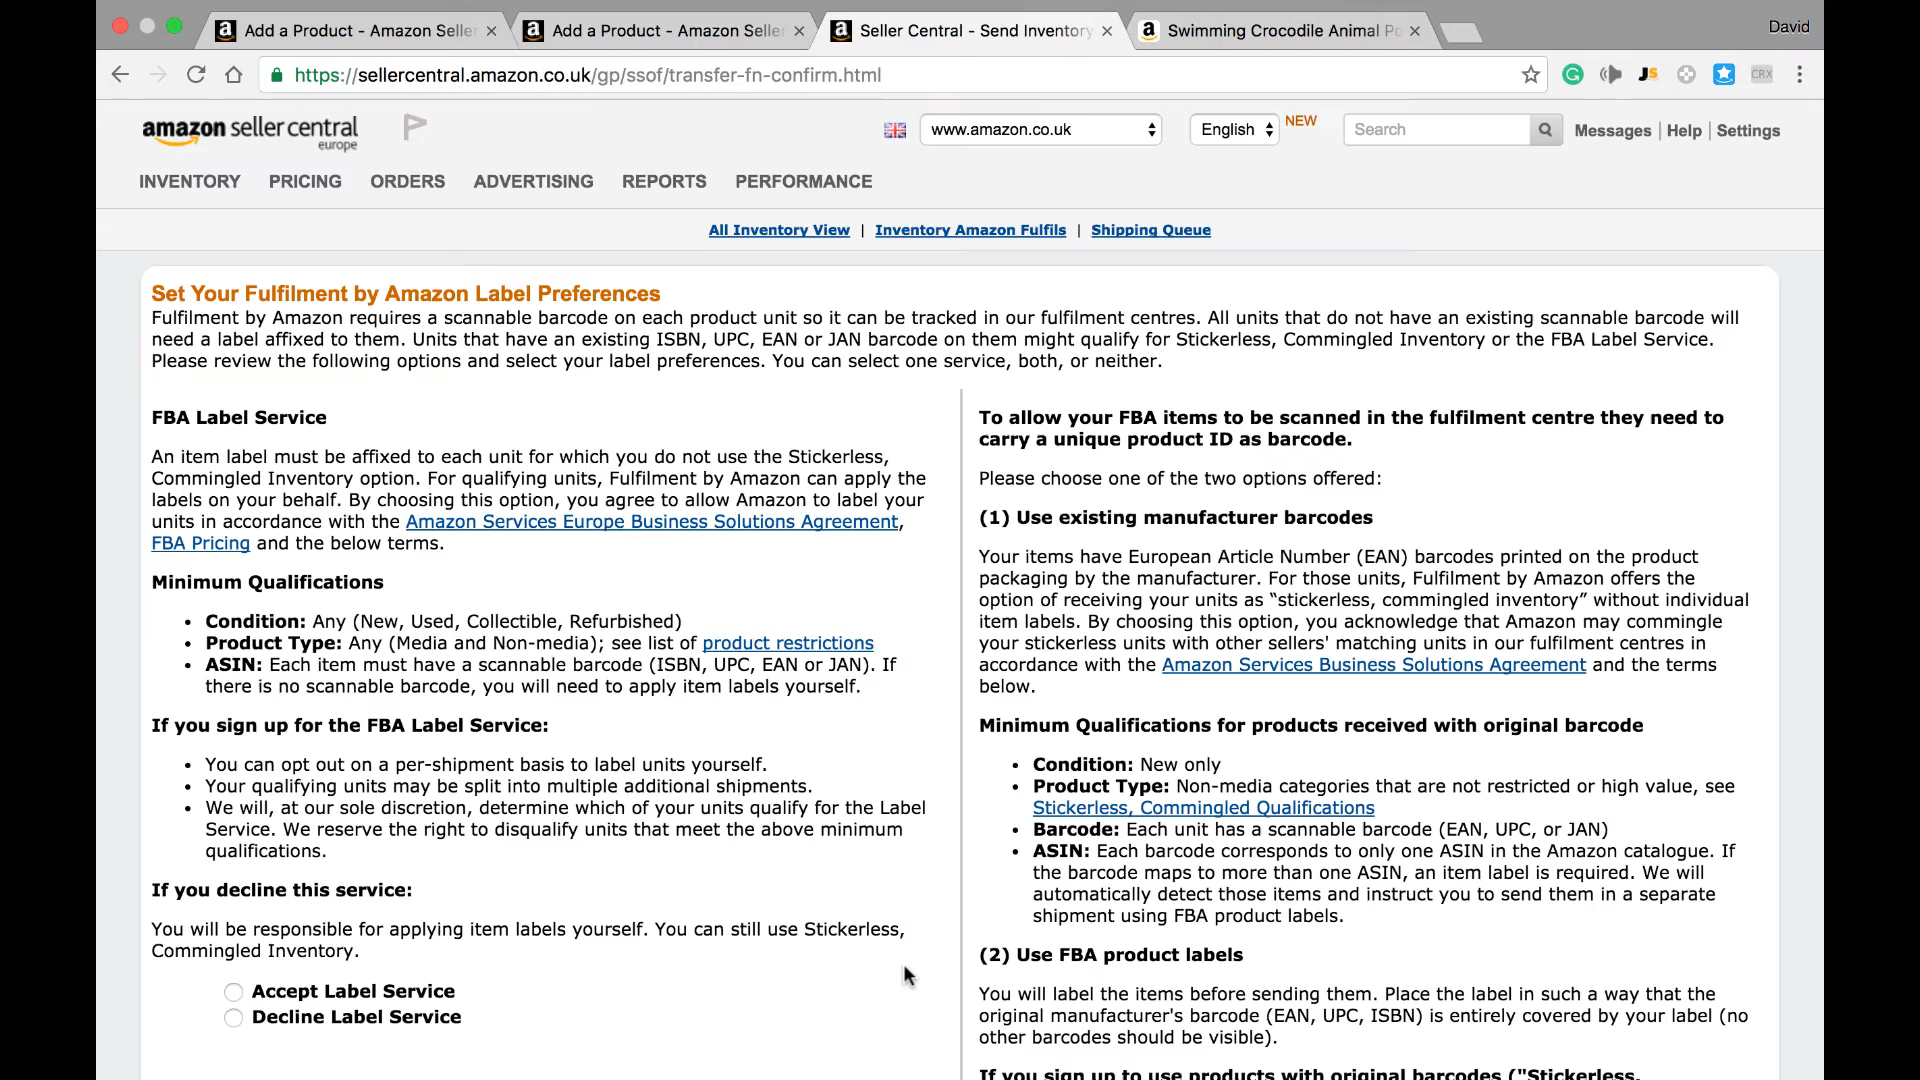 Add a Product - Amazon Seller
Add a Product - Amazon Seller
Seller Central - Send Inventory
Swimming Crocodile Animal Po
David
https://sellercentral.amazon.co.uk/gp/ssof/transfer-fn-confirm.html
JS
CRX
amazon seller central
europe
www.amazon.co.uk
English
NEW
Search
Messages | Help | Settings
INVENTORY PRICING ORDERS ADVERTISING REPORTS PERFORMANCE
All Inventory View | Inventory Amazon Fulfils | Shipping Queue
Set Your Fulfilment by Amazon Label Preferences
Fulfilment by Amazon requires a scannable barcode on each product unit so it can be tracked in our fulfilment centres. All units that do not have an existing scannable barcode will
need a label affixed to them. Units that have an existing ISBN, UPC, EAN or JAN barcode on them might qualify for Stickerless, Commingled Inventory or the FBA Label Service.
Please review the following options and select your label preferences. You can select one service, both, or neither.
FBA Label Service
An item label must be affixed to each unit for which you do not use the Stickerless,
Commingled Inventory option. For qualifying units, Fulfilment by Amazon can apply the
labels on your behalf. By choosing this option, you agree to allow Amazon to label your
units in accordance with the Amazon Services Europe Business Solutions Agreement,
FBA Pricing and the below terms.
Minimum Qualifications
• Condition: Any (New, Used, Collectible, Refurbished)
• Product Type: Any (Media and Non-media); see list of product restrictions
• ASIN: Each item must have a scannable barcode (ISBN, UPC, EAN or JAN). If
there is no scannable barcode, you will need to apply item labels yourself.
If you sign up for the FBA Label Service:
• You can opt out on a per-shipment basis to label units yourself.
• Your qualifying units may be split into multiple additional shipments.
• We will, at our sole discretion, determine which of your units qualify for the Label
Service. We reserve the right to disqualify units that meet the above minimum
qualifications.
If you decline this service:
You will be responsible for applying item labels yourself. You can still use Stickerless,
Commingled Inventory.
Accept Label Service
Decline Label Service
To allow your FBA items to be scanned in the fulfilment centre they need to
carry a unique product ID as barcode.
Please choose one of the two options offered:
(1) Use existing manufacturer barcodes
Your items have European Article Number (EAN) barcodes printed on the product
packaging by the manufacturer. For those units, Fulfilment by Amazon offers the
option of receiving your units as “stickerless, commingled inventory” without individual
item labels. By choosing this option, you acknowledge that Amazon may commingle
your stickerless units with other sellers' matching units in our fulfilment centres in
accordance with the Amazon Services Business Solutions Agreement and the terms
below.
Minimum Qualifications for products received with original barcode
• Condition: New only
• Product Type: Non-media categories that are not restricted or high value, see
Stickerless, Commingled Qualifications
• Barcode: Each unit has a scannable barcode (EAN, UPC, or JAN)
• ASIN: Each barcode corresponds to only one ASIN in the Amazon catalogue. If
the barcode maps to more than one ASIN, an item label is required. We will
automatically detect those items and instruct you to send them in a separate
shipment using FBA product labels.
(2) Use FBA product labels
You will label the items before sending them. Place the label in such a way that the
original manufacturer's barcode (EAN, UPC, ISBN) is entirely covered by your label (no
other barcodes should be visible).
If you sign up to use products with original barcodes ("Stickerless,